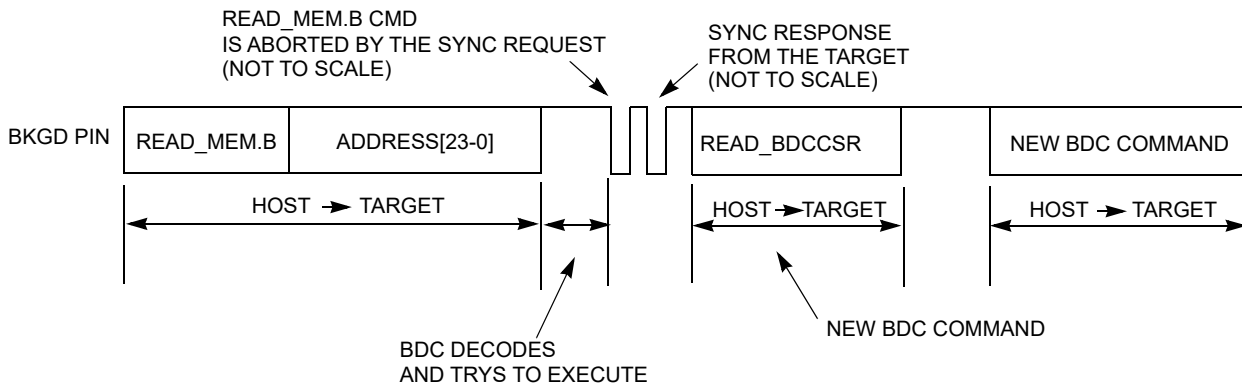 READ_MEM.B CMD
IS ABORTED BY THE SYNC REQUEST
(NOT TO SCALE)
SYNC RESPONSE
FROM THE TARGET
(NOT TO SCALE)
BKGD PIN
READ_MEM.B
ADDRESS[23-0]
READ_BDCCSR
NEW BDC COMMAND
HOST → TARGET
HOST → TARGET
HOST → TARGET
BDC DECODES
AND TRYS TO EXECUTE
NEW BDC COMMAND